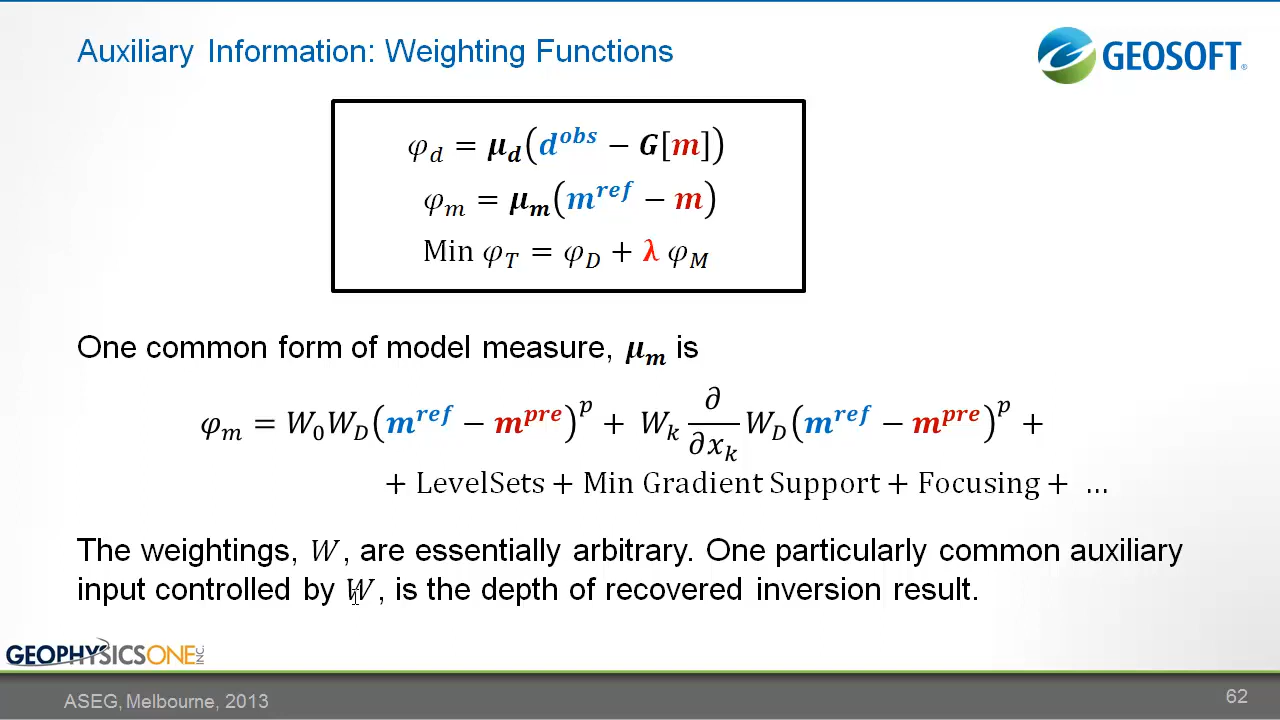 Auxiliary Information: Weighting Functions
GEOSOFT®
φ_d = μ_d(d^obs − G[m])
φ_m = μ_m(m^ref − m)
Min φ_T = φ_D + λ φ_M
One common form of model measure, μ_m is
φ_m = W_0W_D(m^ref − m^pre)^p + W_k ∂/∂x_k W_D(m^ref − m^pre)^p +
+ LevelSets + Min Gradient Support + Focusing + …
The weightings, W, are essentially arbitrary. One particularly common auxiliary
input controlled by W, is the depth of recovered inversion result.
GEOPHYSICSONE INC.
ASEG, Melbourne, 2013
62